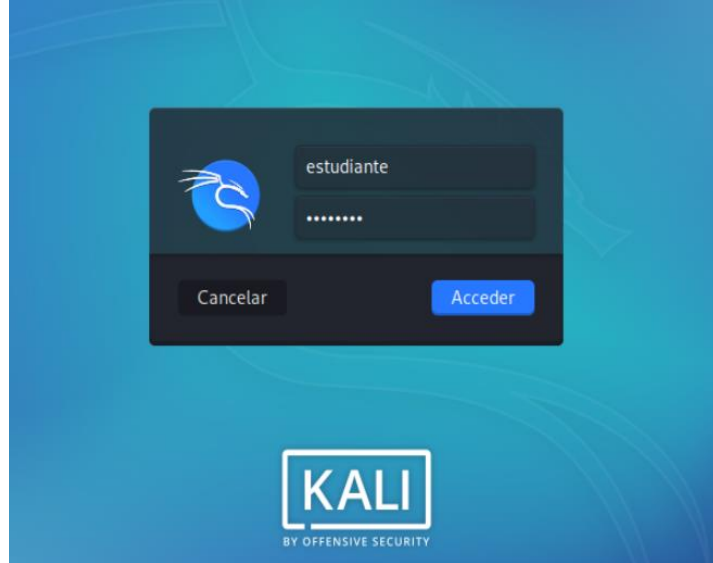 estudiante
••••••••
Cancelar
Acceder
KALI
BY OFFENSIVE SECURITY